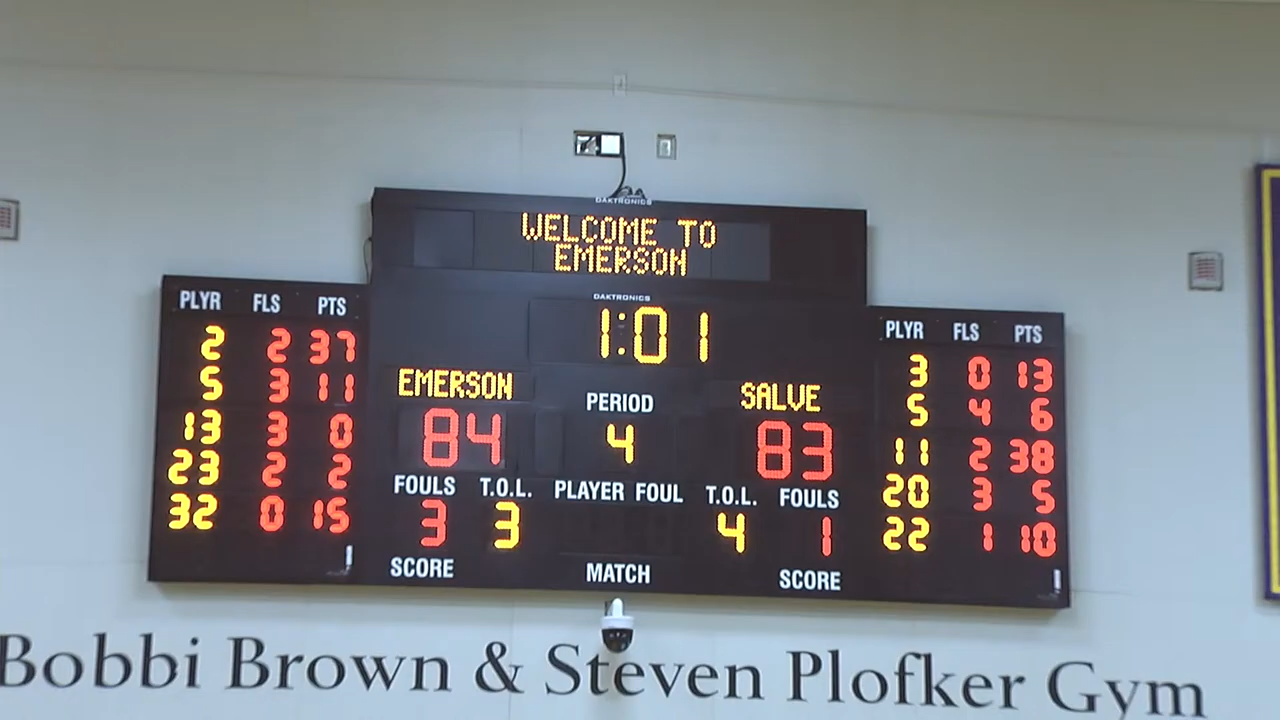 DAKTRONICS
WELCOME TO
EMERSON
DAKTRONICS
1:01
EMERSON
SALVE
PERIOD
84
4
83
FOULS T.O.L. PLAYER FOUL T.O.L. FOULS
3 3 4 1
SCORE MATCH SCORE
PLYR FLS PTS
2 2 37
5 3 11
13 3 0
23 2 2
32 0 15
PLYR FLS PTS
3 0 13
5 4 6
11 2 38
20 3 5
22 1 10
Bobbi Brown & Steven Plofker Gym